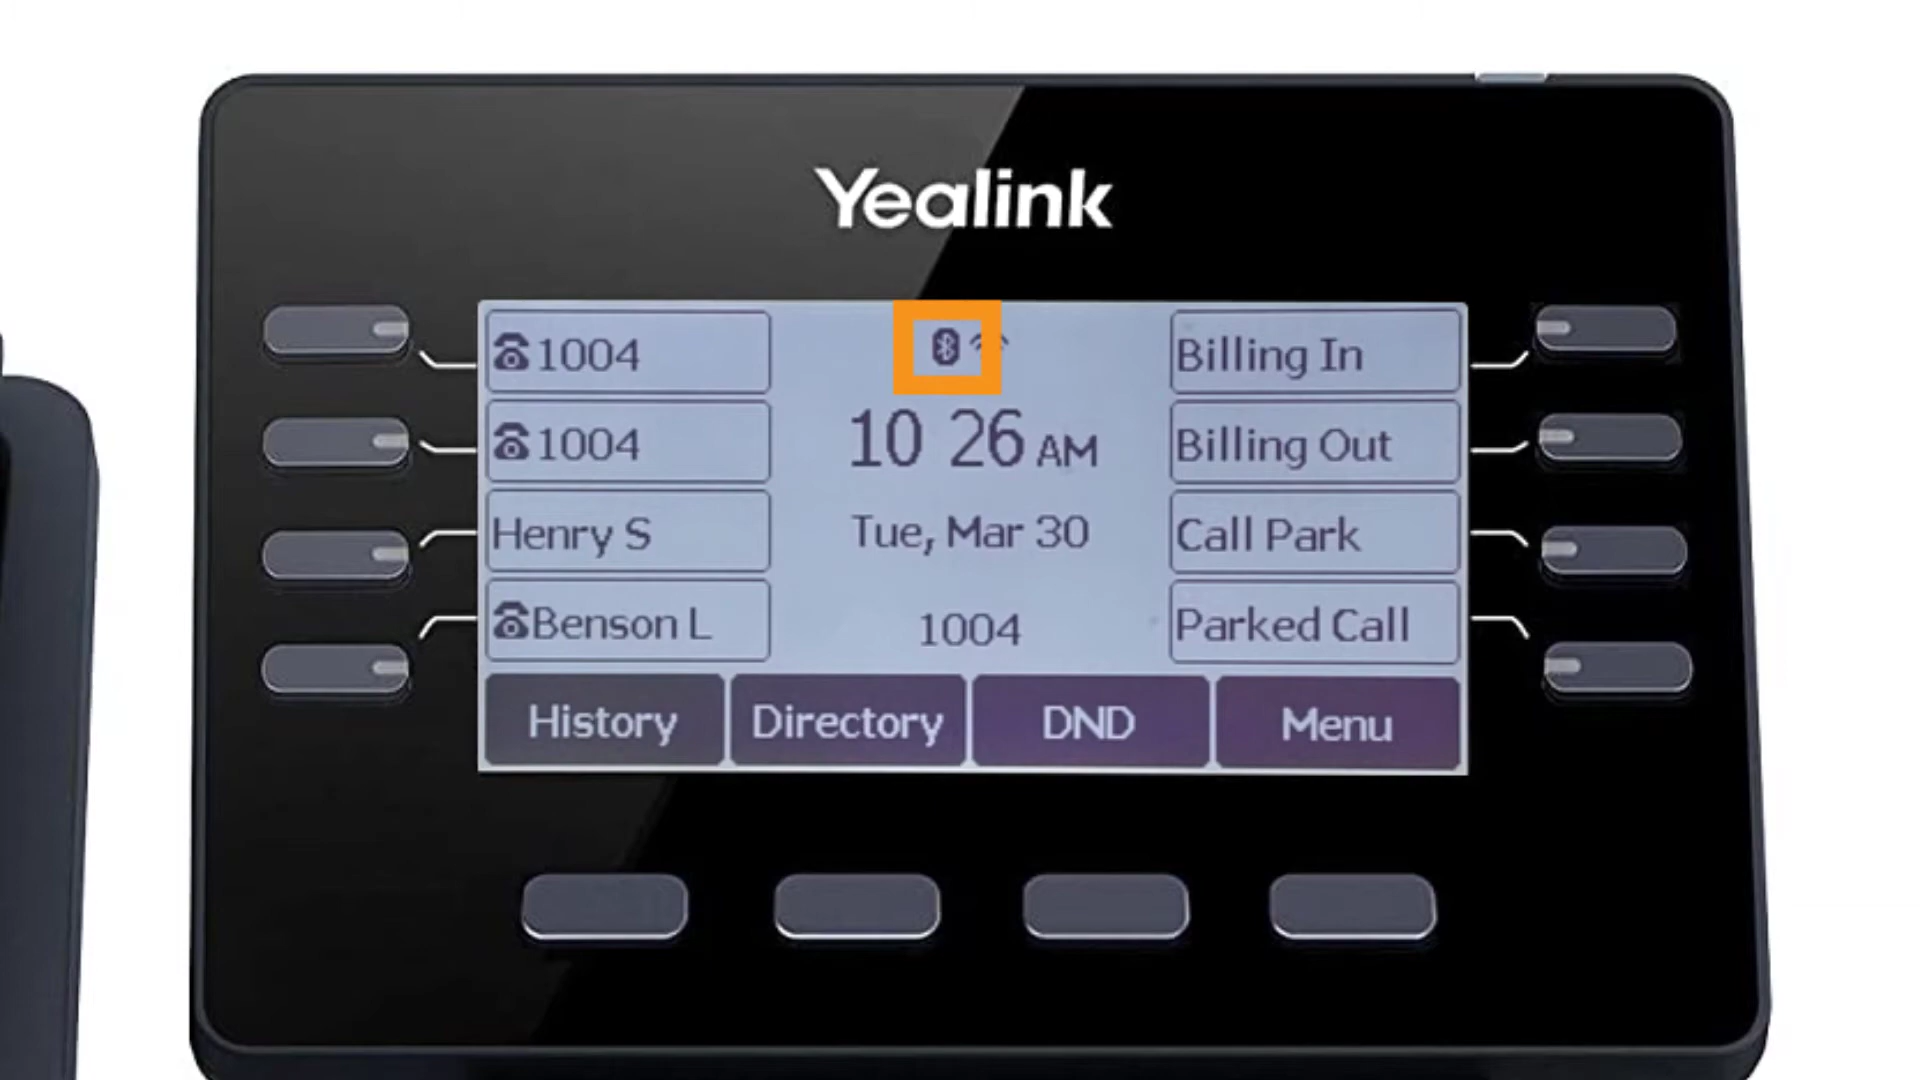 Yealink
1004
Billing In
10 26 AM
1004
Billing Out
Henry S
Tue, Mar 30
Call Park
Benson L
1004
Parked Call
History
Directory
DND
Menu